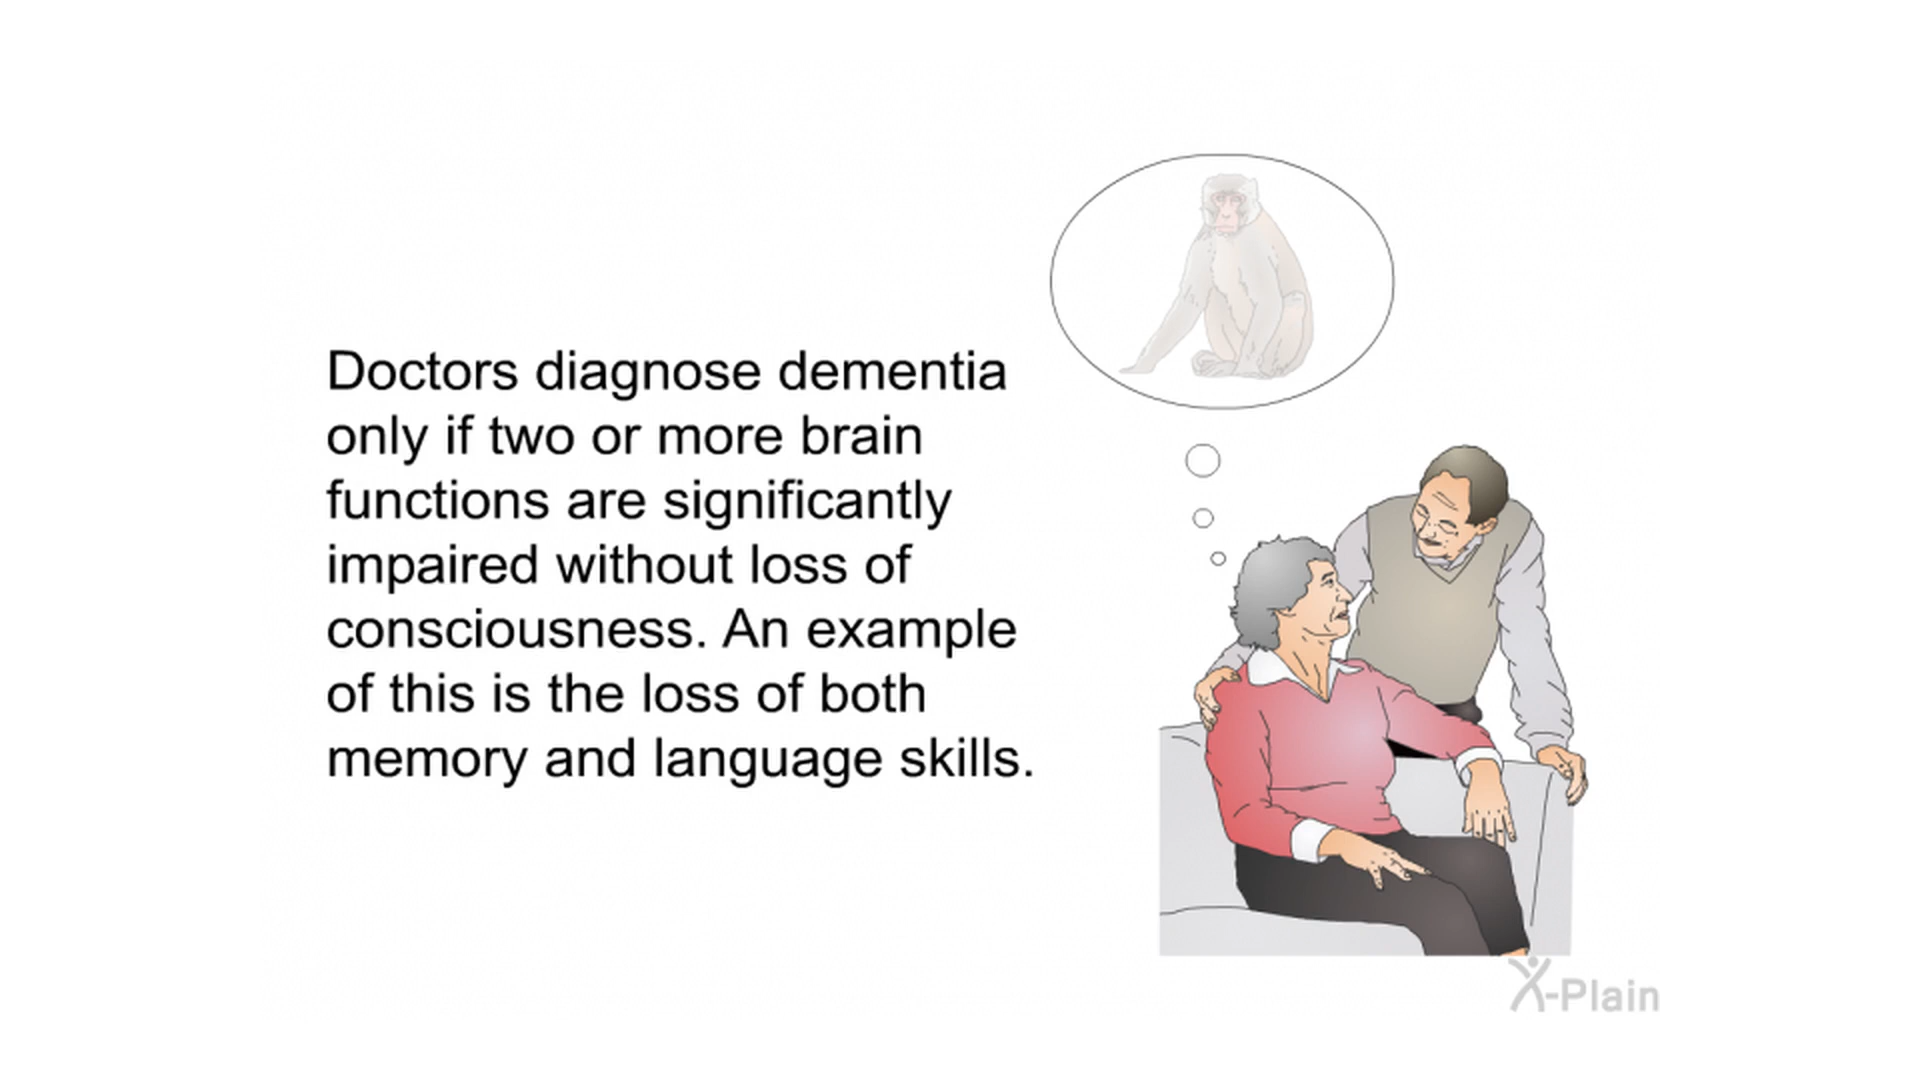 Doctors diagnose dementia
only if two or more brain
functions are significantly
impaired without loss of
consciousness. An example
of this is the loss of both
memory and language skills.
X-Plain